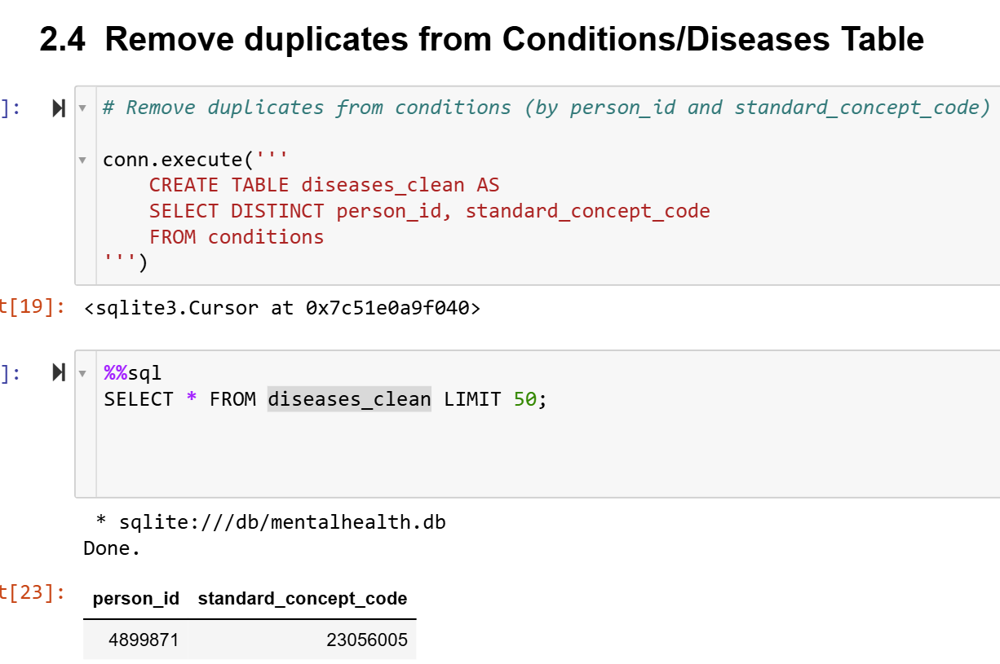 2.4 Remove duplicates from Conditions/Diseases Table
]:
# Remove duplicates from conditions (by person_id and standard_concept_code)
conn.execute('''
CREATE TABLE diseases_clean AS
SELECT DISTINCT person_id, standard_concept_code
FROM conditions
''')
t[19]: <sqlite3.Cursor at 0x7c51e0a9f040>
]:
%%sql
SELECT * FROM diseases_clean LIMIT 50;
* sqlite:///db/mentalhealth.db
Done.
t[23]:
person_id standard_concept_code
4899871 23056005